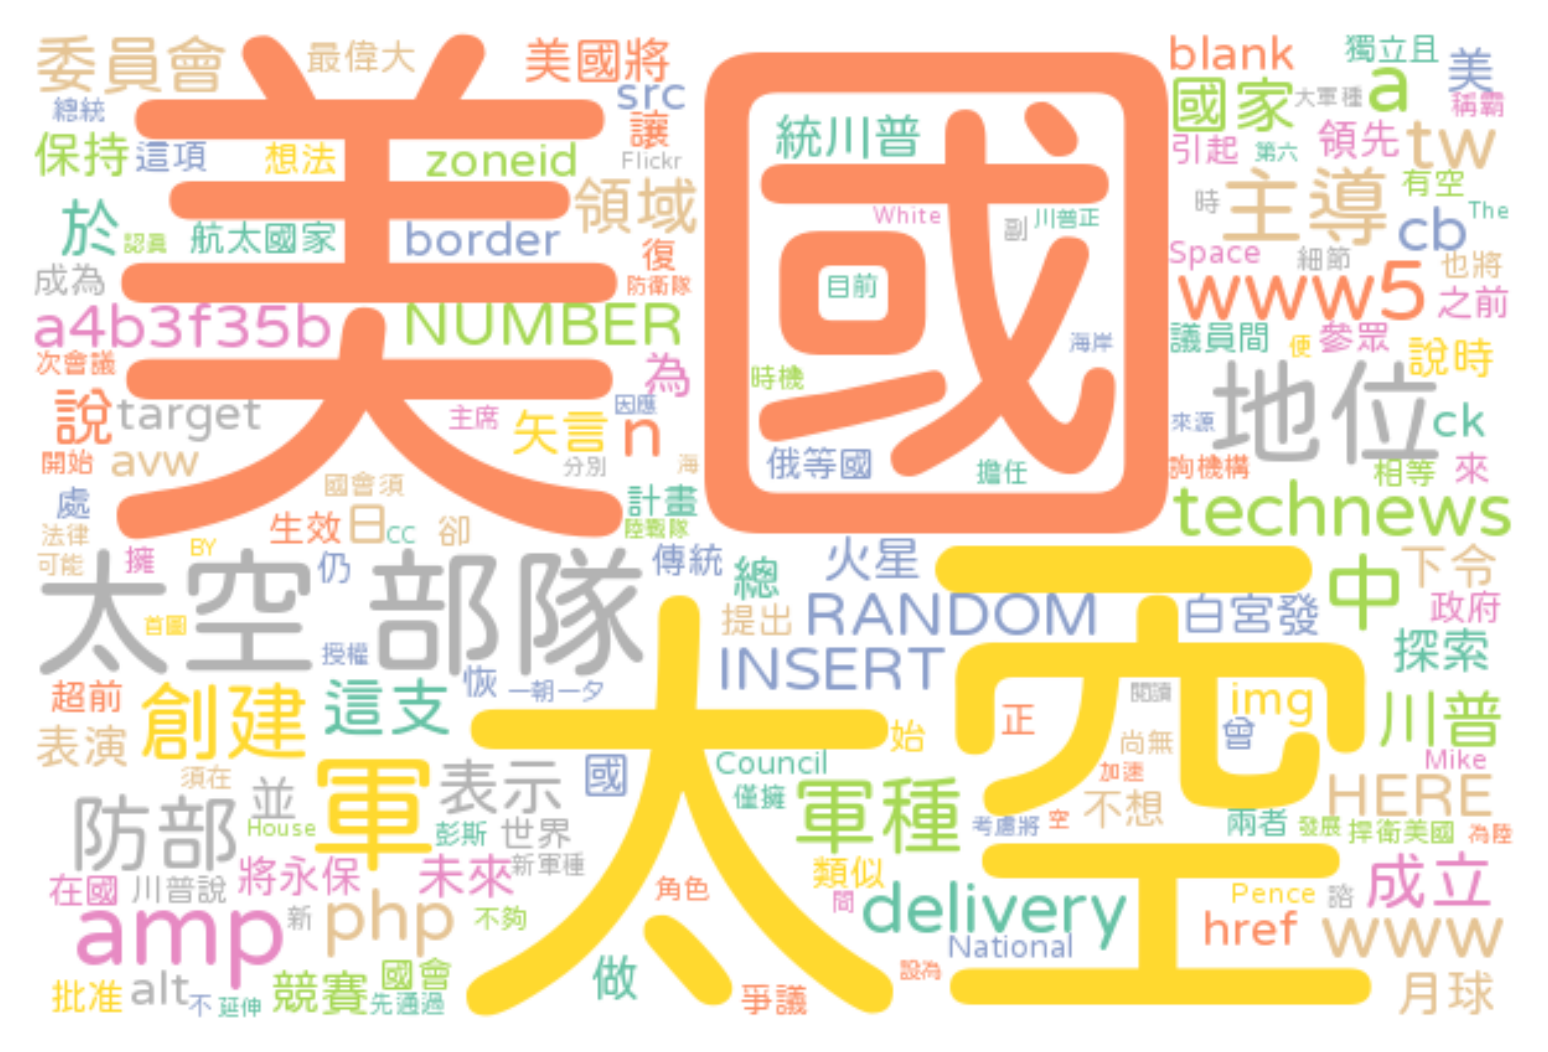 委員會 最偉大 美國將 blank 獨立且 美
總統 src 國家 大軍種 a 稱霸
保持 這項 想法 zoneid 讓 Flickr 統川普 引起 第六 領先 tw
美國
於 認真 航太國家 border 領域 White 副 川普正 時 主導 有空 cb The
成為 復 防衛隊 目前 Space 細節 也將
a4b3f35b NUMBER 海岸 www5 之前
次會議 為 時機 議員間 便 參眾 說時
說 target 主席 矢言 因應 n 來源 地位 ck
開始 avw 分別 海 俄等國 擔任 詢機構 相等 來
處 國會須 計畫 technews
法律 生效 日 cc 卻 陸戰隊
可能 擁 BY 仍 傳統 總 火星 中 下令
太空部隊 太空
首圖 授權 提出 RANDOM 白宮發 政府
超前 創建 這支 恢 一朝一夕 INSERT 閱讀 img 探索
表演 始 正 尚無 曾 川普
須在 並 軍 表示 國 Council 加速 Mike
防部 House 彭斯 世界 僅擁 軍種 考慮將 空 不想 兩者 發展 HERE 捍衛美國 為陸
在國 川普說 將永保 未來 新軍種 角色 類似 間 Pence 諮 成立
amp 新 php 不夠 delivery National href www
批准 alt 不 延伸 競賽 國會 先通過 做 爭議 設為 月球